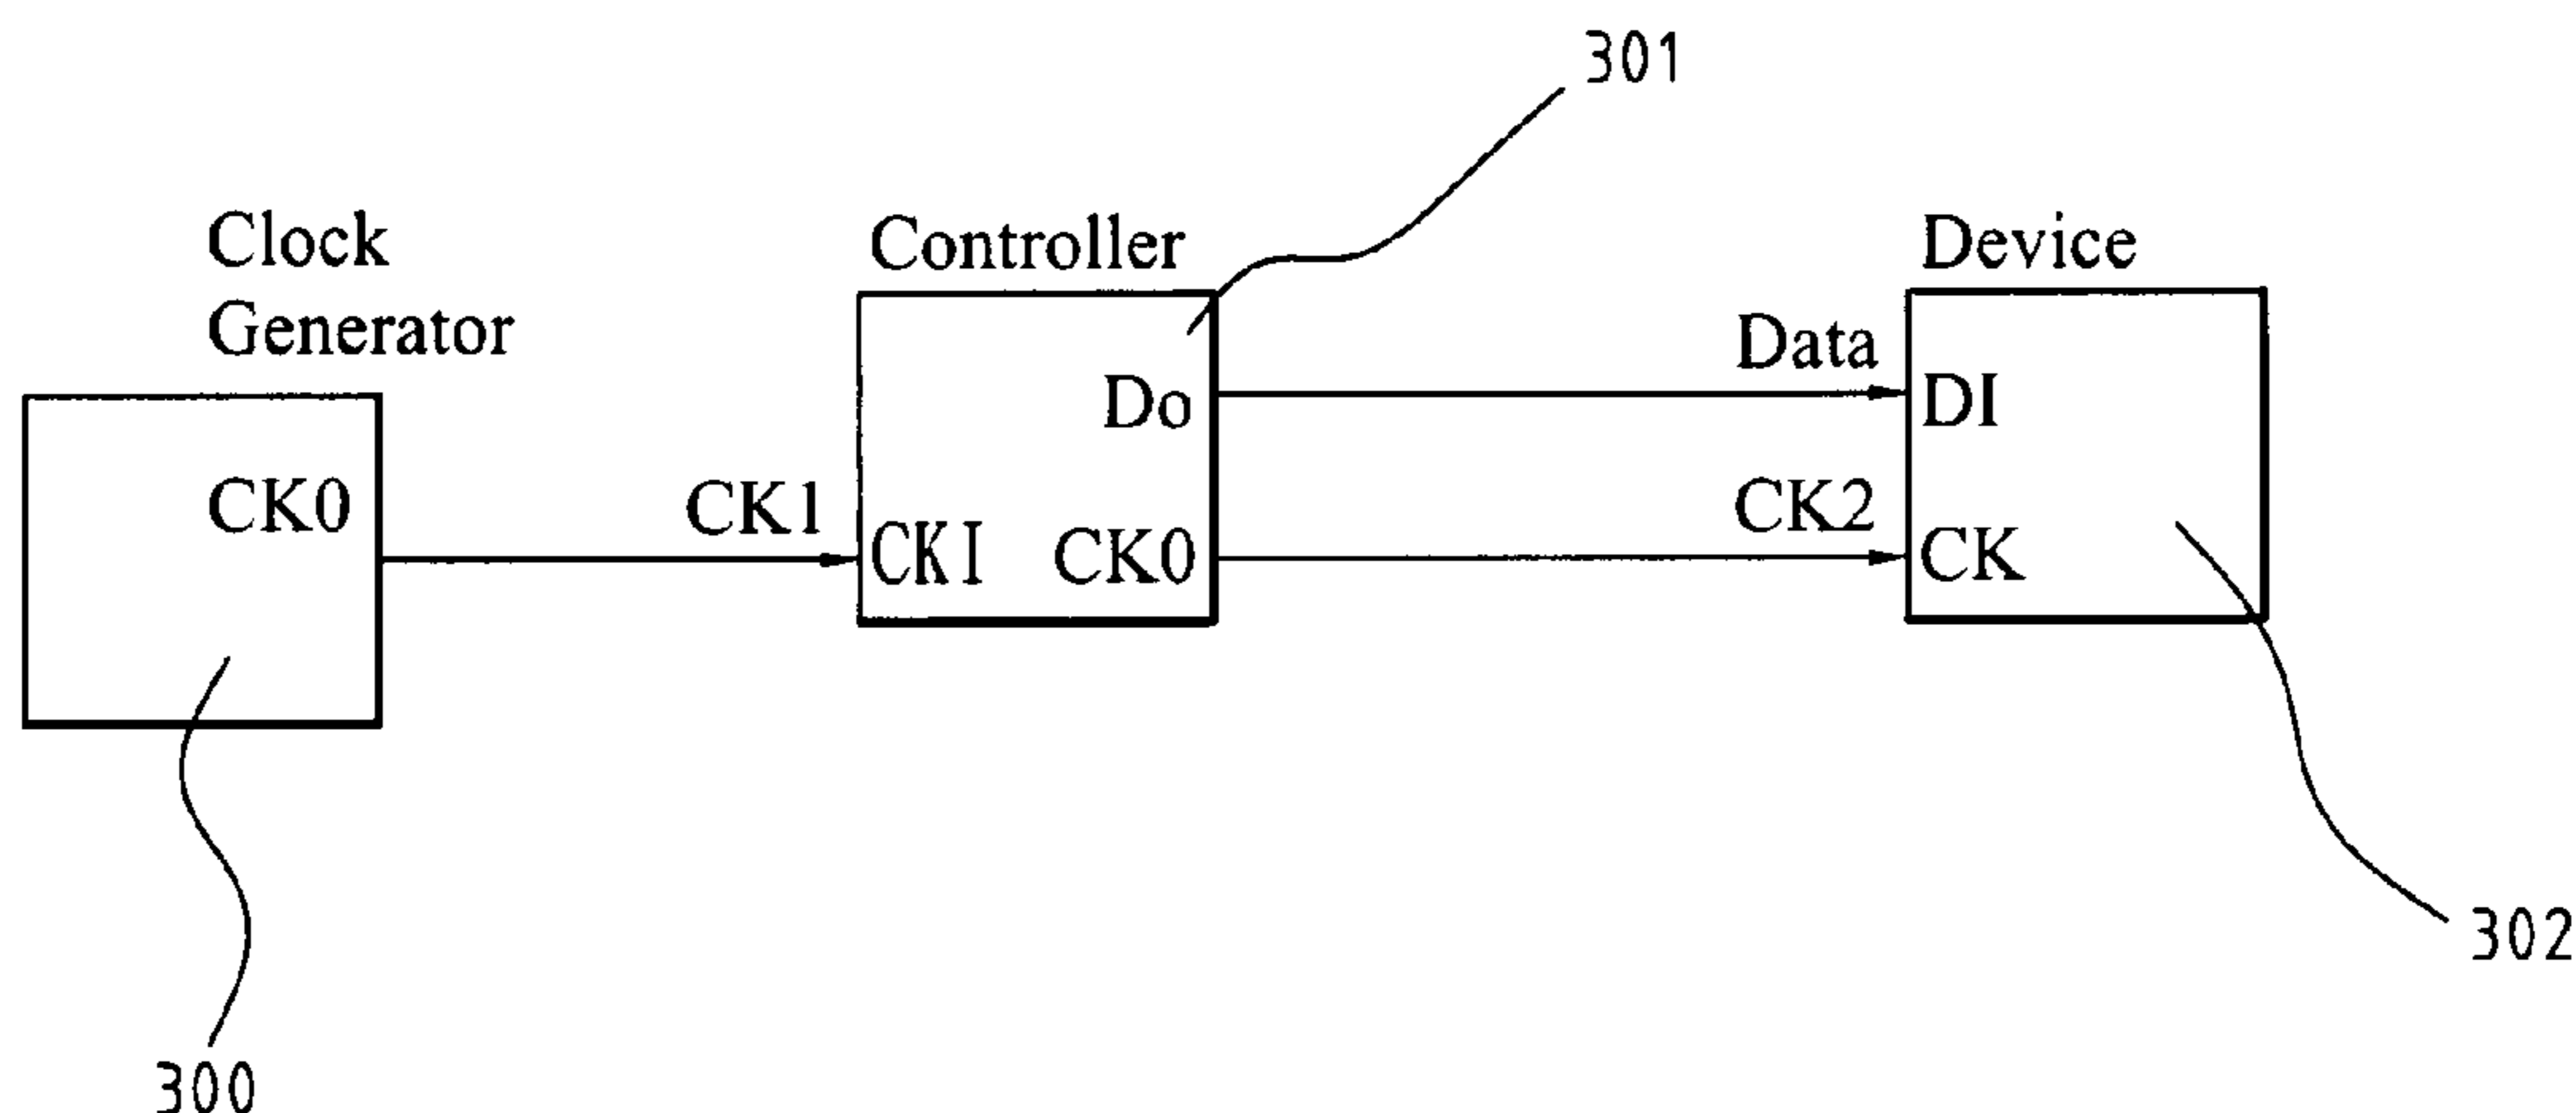 301
Clock
Generator
Controller
Device
Data
Do
DI
CK0
CK1
CK2
CKI
CK0
CK
302
300